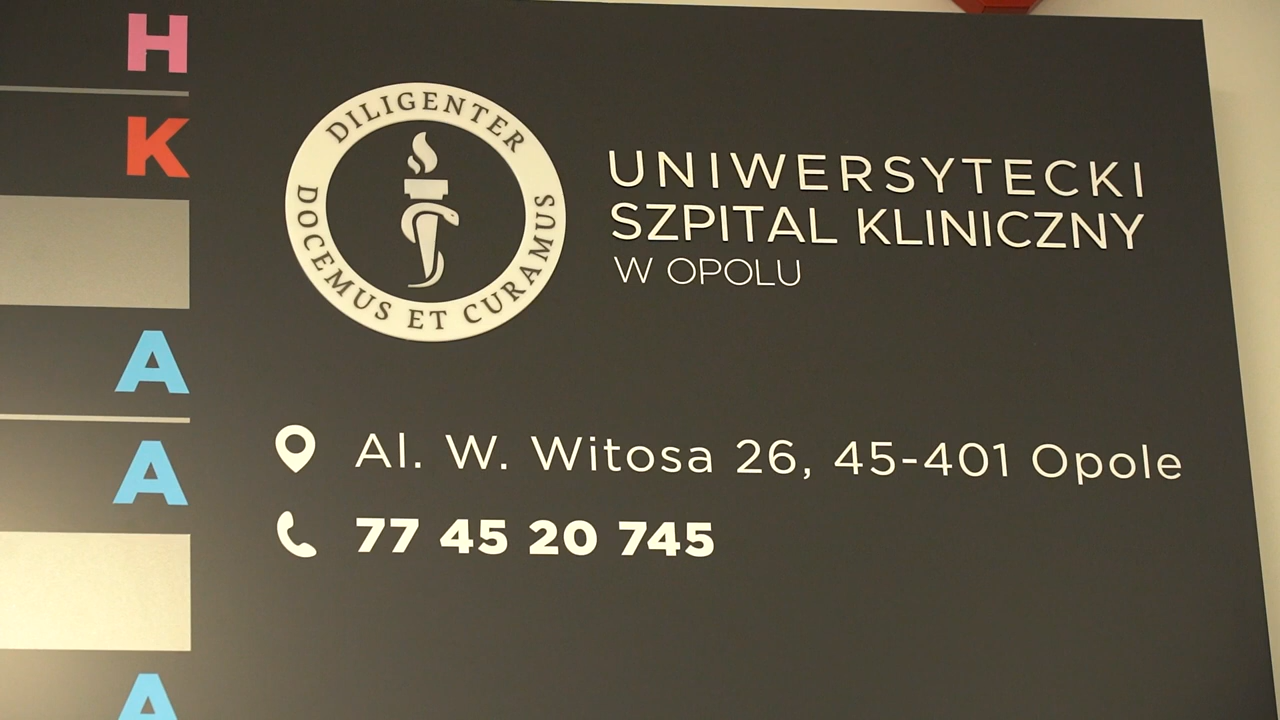 H
K
A
A
A
DILIGENTER
DOCEMUS ET CURAMUS
UNIWERSYTECKI
SZPITAL KLINICZNY
W OPOLU
Al. W. Witosa 26, 45-401 Opole
77 45 20 745